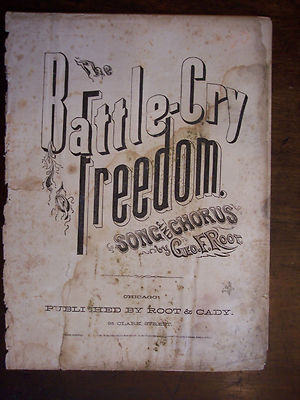 The
Battle-Cry
of
Freedom.
SONG AND CHORUS
by Geo. F. Root
CHICAGO:
PUBLISHED BY ROOT & CADY.
95 CLARK STREET.